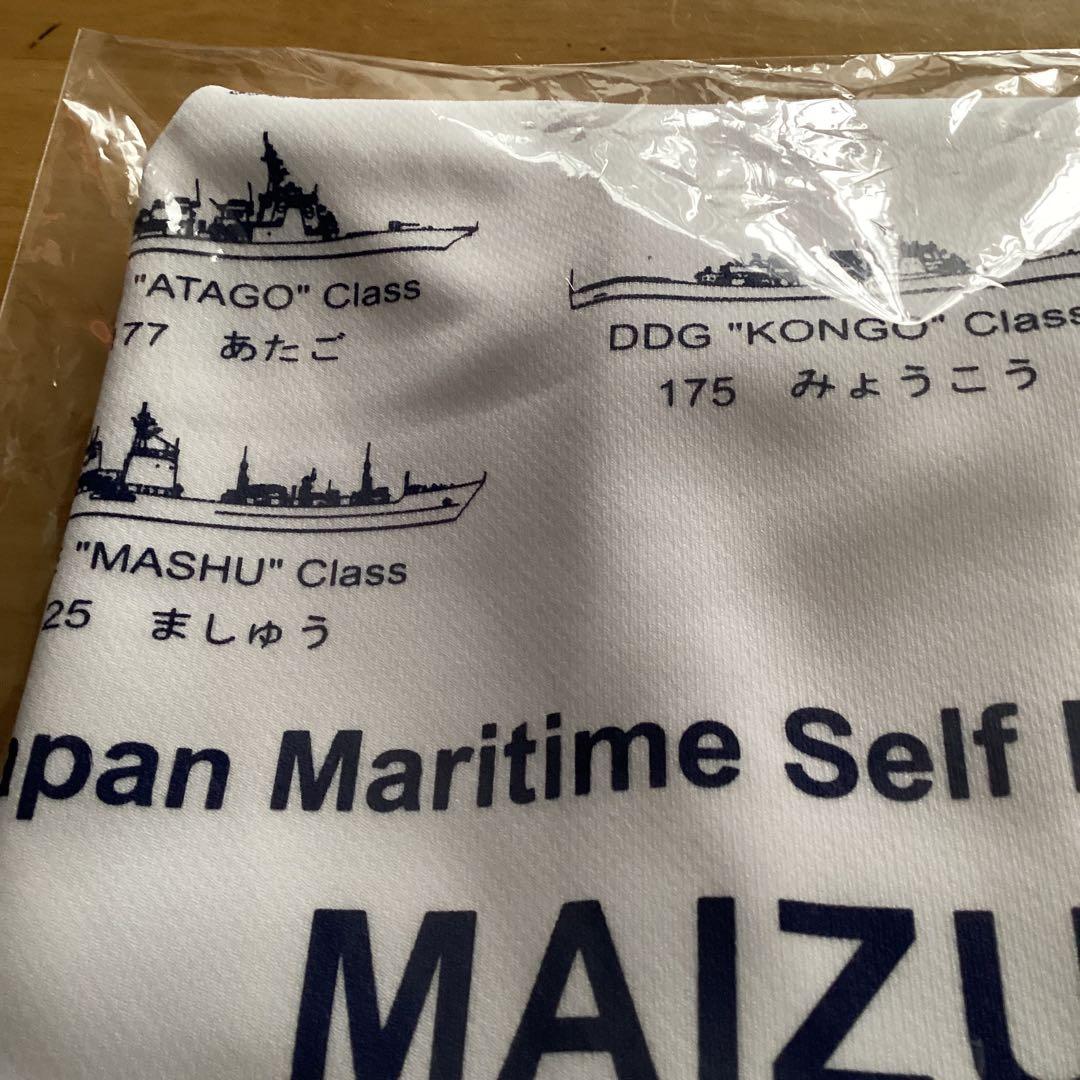 "ATAGO" Class
177 あたご
DDG "KONGO" Class
175 みょうこう
"MASHU" Class
25 ましゅう
apan Maritime Self
MAIZU